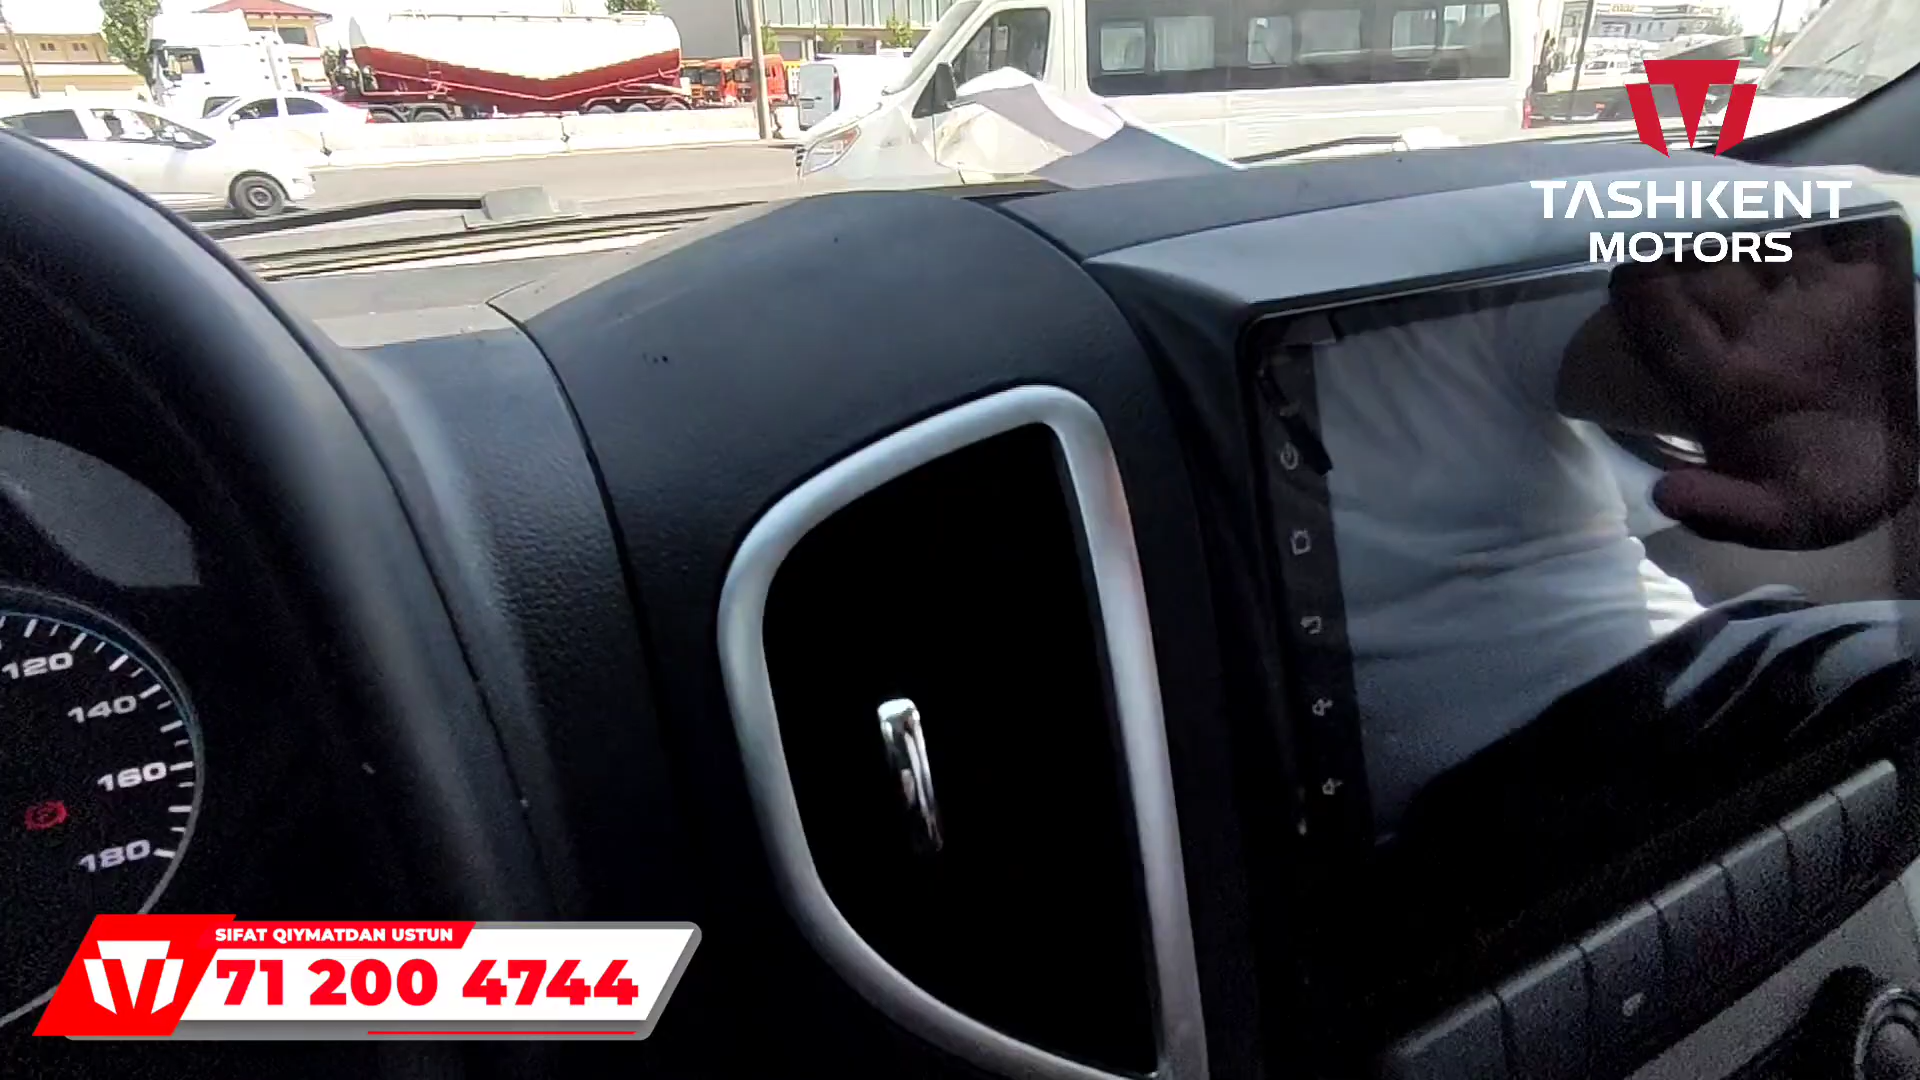 TASHKENT
MOTORS
120
140
160
180
SIFAT QIYMATDAN USTUN
71 200 4744